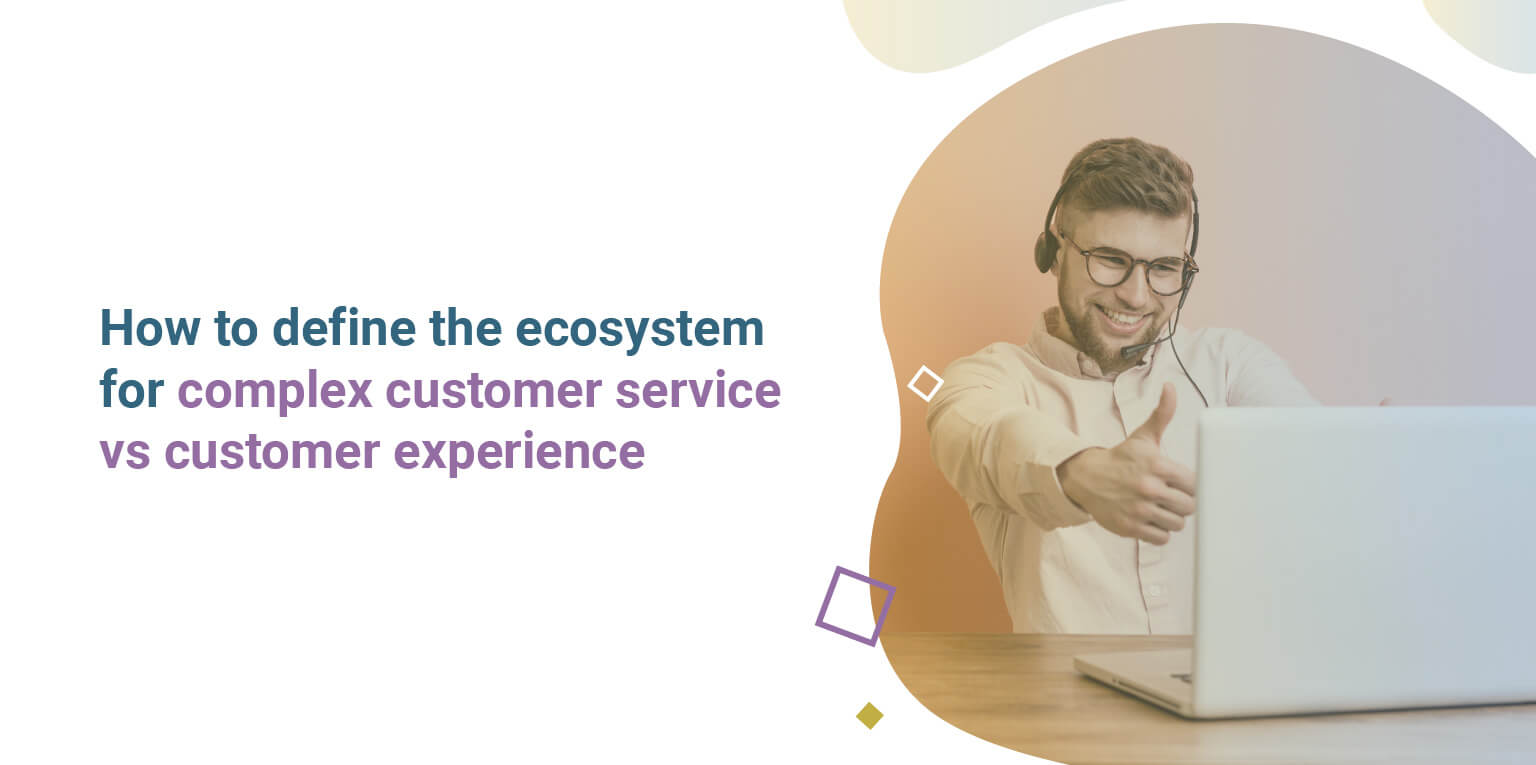 How to define the ecosystem
for complex customer service
vs customer experience